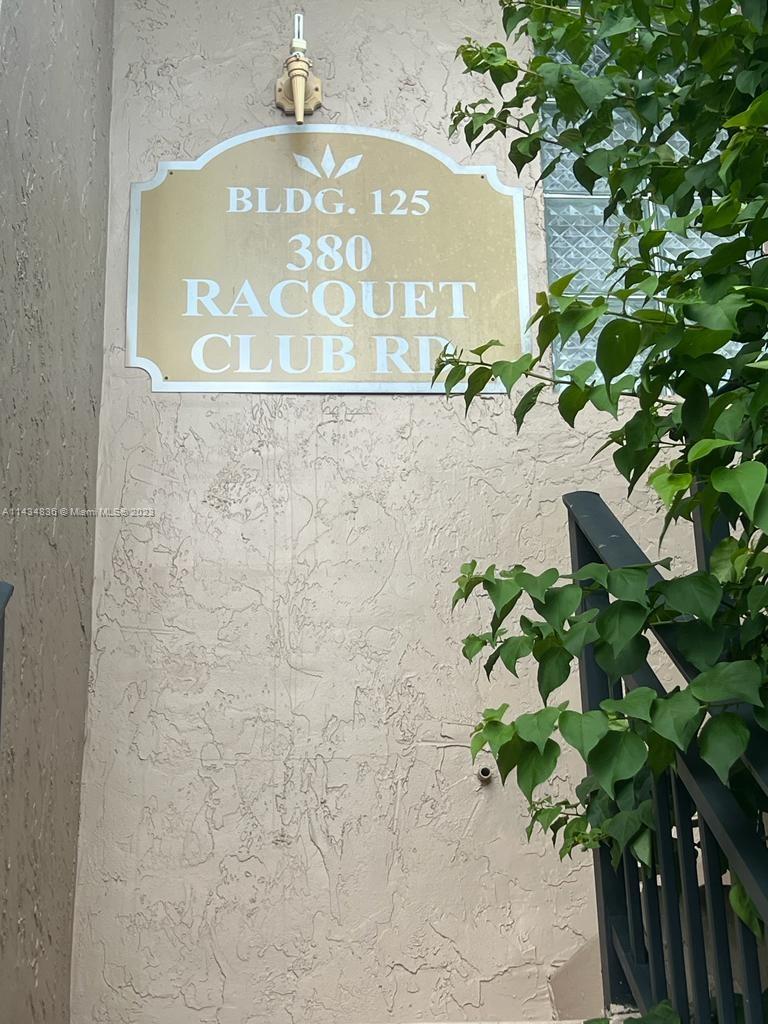 BLDG. 125
380
RACQUET
CLUB RD.
A11434836 © Miami MLS® 2023